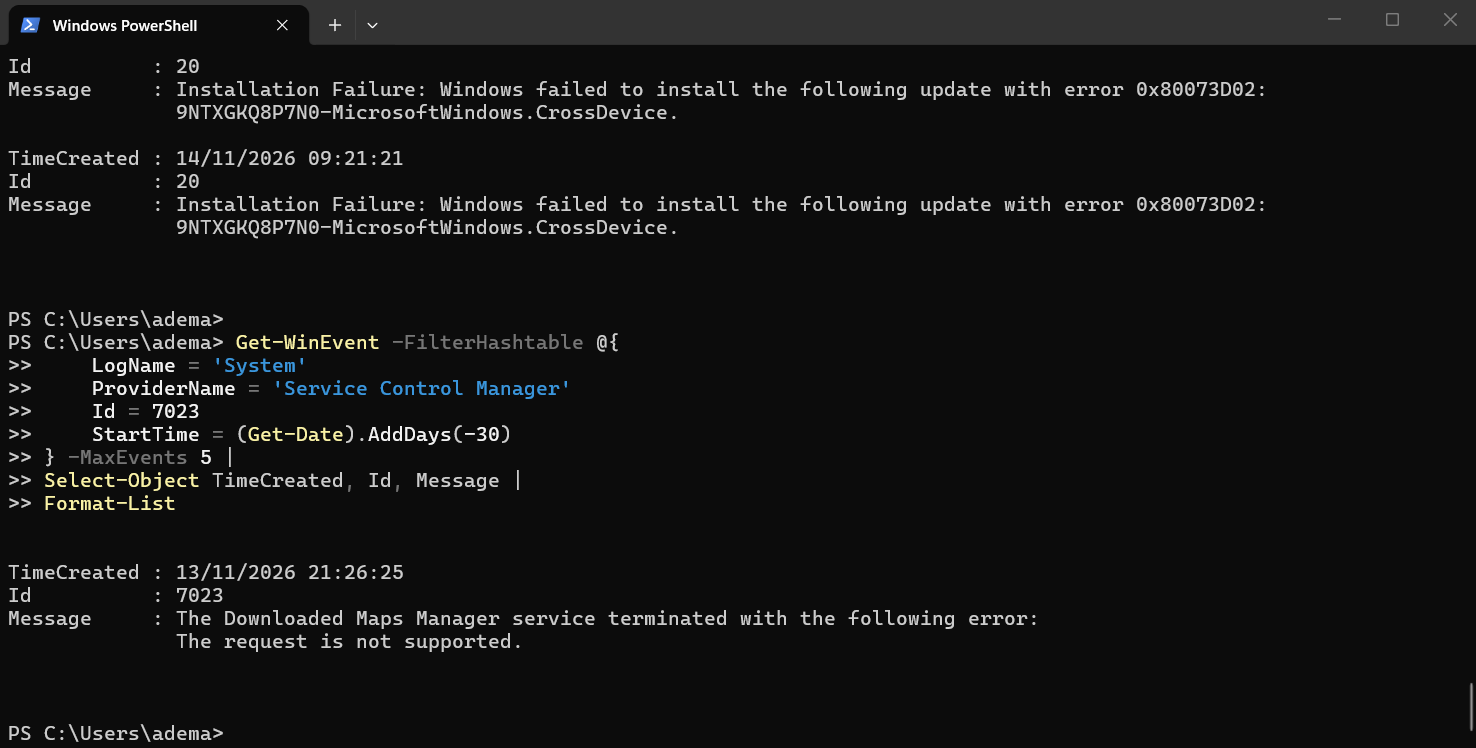 Windows PowerShell
Id          : 20
Message     : Installation Failure: Windows failed to install the following update with error 0x80073D02:
              9NTXGKQ8P7N0-MicrosoftWindows.CrossDevice.
TimeCreated : 14/11/2026 09:21:21
Id          : 20
Message     : Installation Failure: Windows failed to install the following update with error 0x80073D02:
              9NTXGKQ8P7N0-MicrosoftWindows.CrossDevice.
PS C:\Users\adema>
PS C:\Users\adema> Get-WinEvent -FilterHashtable @{
>>     LogName = 'System'
>>     ProviderName = 'Service Control Manager'
>>     Id = 7023
>>     StartTime = (Get-Date).AddDays(-30)
>> } -MaxEvents 5 |
>> Select-Object TimeCreated, Id, Message |
>> Format-List
TimeCreated : 13/11/2026 21:26:25
Id          : 7023
Message     : The Downloaded Maps Manager service terminated with the following error:
              The request is not supported.
PS C:\Users\adema>